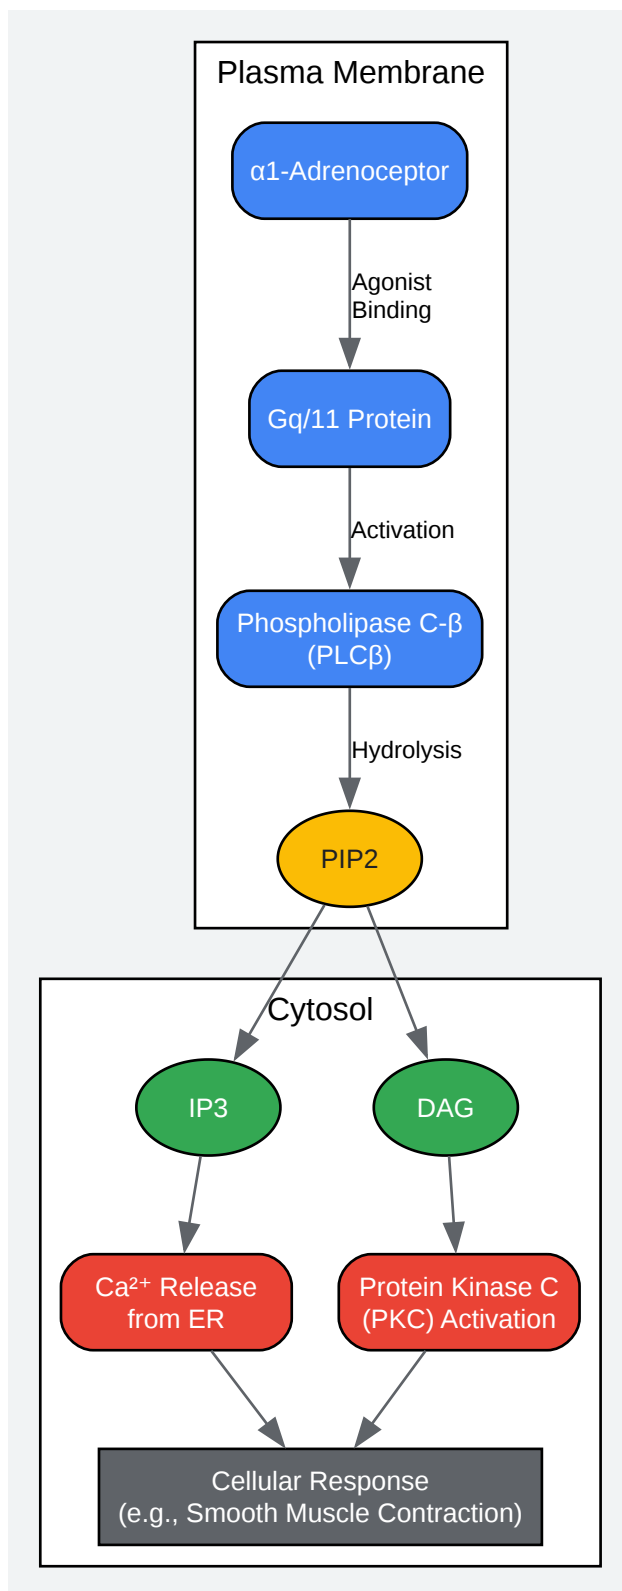 Plasma Membrane
α1-Adrenoceptor
Agonist
Binding
Gq/11 Protein
Activation
Phospholipase C-β
(PLCβ)
Hydrolysis
PIP2
Cytosol
IP3
DAG
Ca²⁺ Release
from ER
Protein Kinase C
(PKC) Activation
Cellular Response
(e.g., Smooth Muscle Contraction)